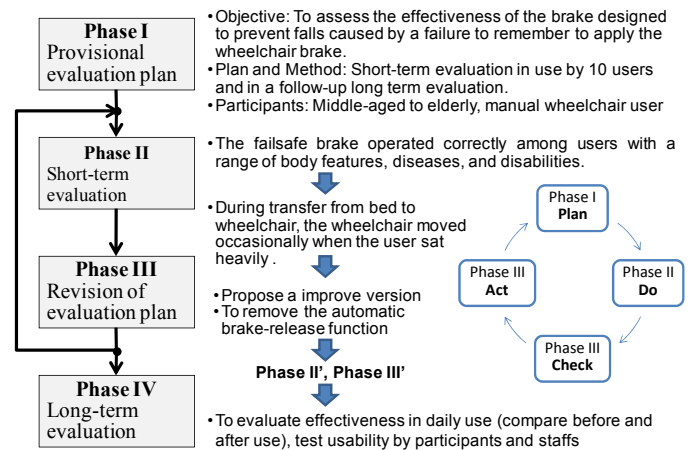 Phase I
Provisional
evaluation plan
•Objective: To assess the effectiveness of the brake designed
to prevent falls caused by a failure to remember to apply the
wheelchair brake.
•Plan and Method: Short-term evaluation in use by 10 users
and in a follow-up long term evaluation.
•Participants: Middle-aged to elderly, manual wheelchair user
Phase II
Short-term
evaluation
•The failsafe brake operated correctly among users with a
range of body features, diseases, and disabilities.
•During transfer from bed to
wheelchair, the wheelchair moved
occasionally when the user sat
heavily .
Phase III
Revision of
evaluation plan
•Propose a improve version
•To remove the automatic
brake-release function
Phase II’, Phase III’
Phase IV
Long-term
evaluation
•To evaluate effectiveness in daily use (compare before and
after use), test usability by participants and staffs
Phase I
Plan
Phase II
Do
Phase III
Check
Phase III
Act